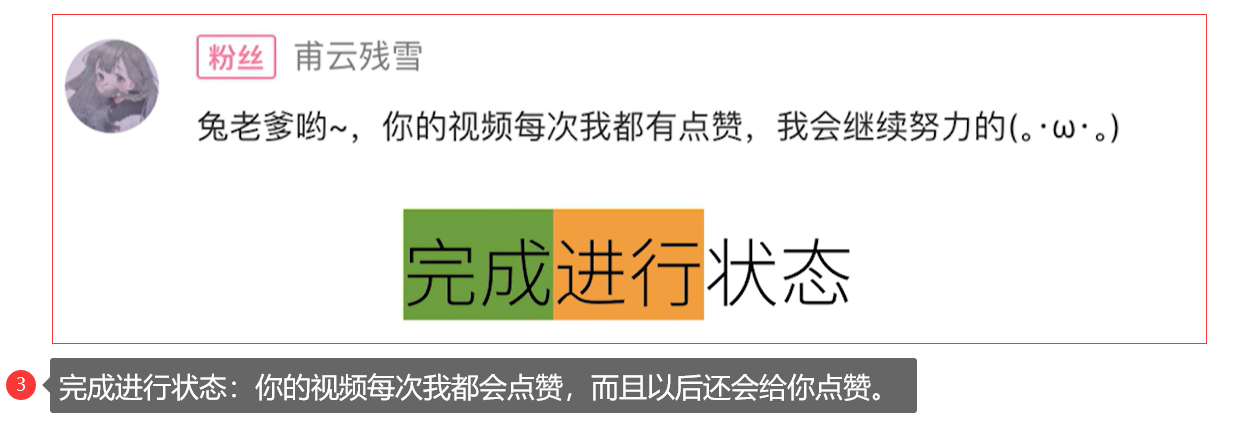 粉丝 甫云残雪
兔老爹哟~，你的视频每次我都有点赞，我会继续努力的(｡･ω･｡)
完成进行状态
3 完成进行状态：你的视频每次我都会点赞，而且以后还会给你点赞。